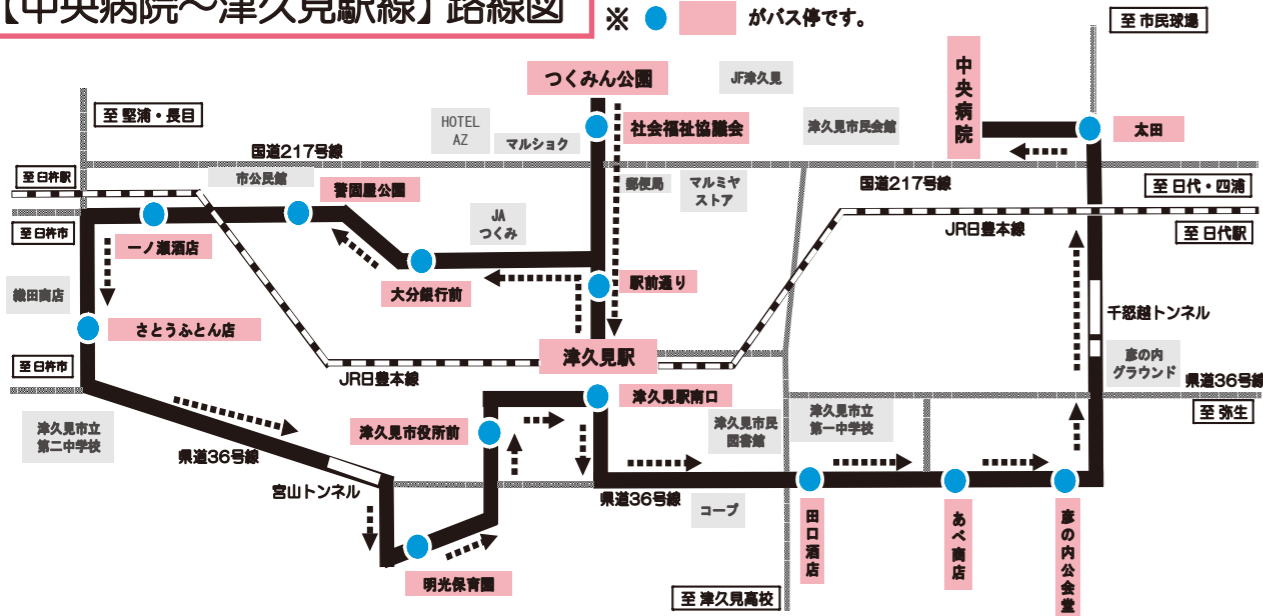 【中央病院～津久見駅線】路線図
※
がバス停です。
至 市民球場
至 堅浦・長目
つくみん公園
JF津久見
中央病院
HOTEL
AZ
マルショク
社会福祉協議会
津久見市民会館
太田
国道217号線
至 臼杵駅
市公民館
警固屋公園
郵便局
マルミヤ
ストア
国道217号線
至 日代・四浦
至 臼杵市
一ノ瀬酒店
JA
つくみ
JR日豊本線
至 日代駅
織田商店
大分銀行前
駅前通り
さとうふとん店
千怒越トンネル
至 臼杵市
JR日豊本線
津久見駅
彦の内
グラウンド
県道36号線
至 弥生
津久見市立
第二中学校
津久見市役所前
津久見駅南口
津久見市民
図書館
津久見市立
第一中学校
県道36号線
宮山トンネル
県道36号線
コープ
田口酒店
あべ商店
彦の内公会堂
明光保育園
至 津久見高校